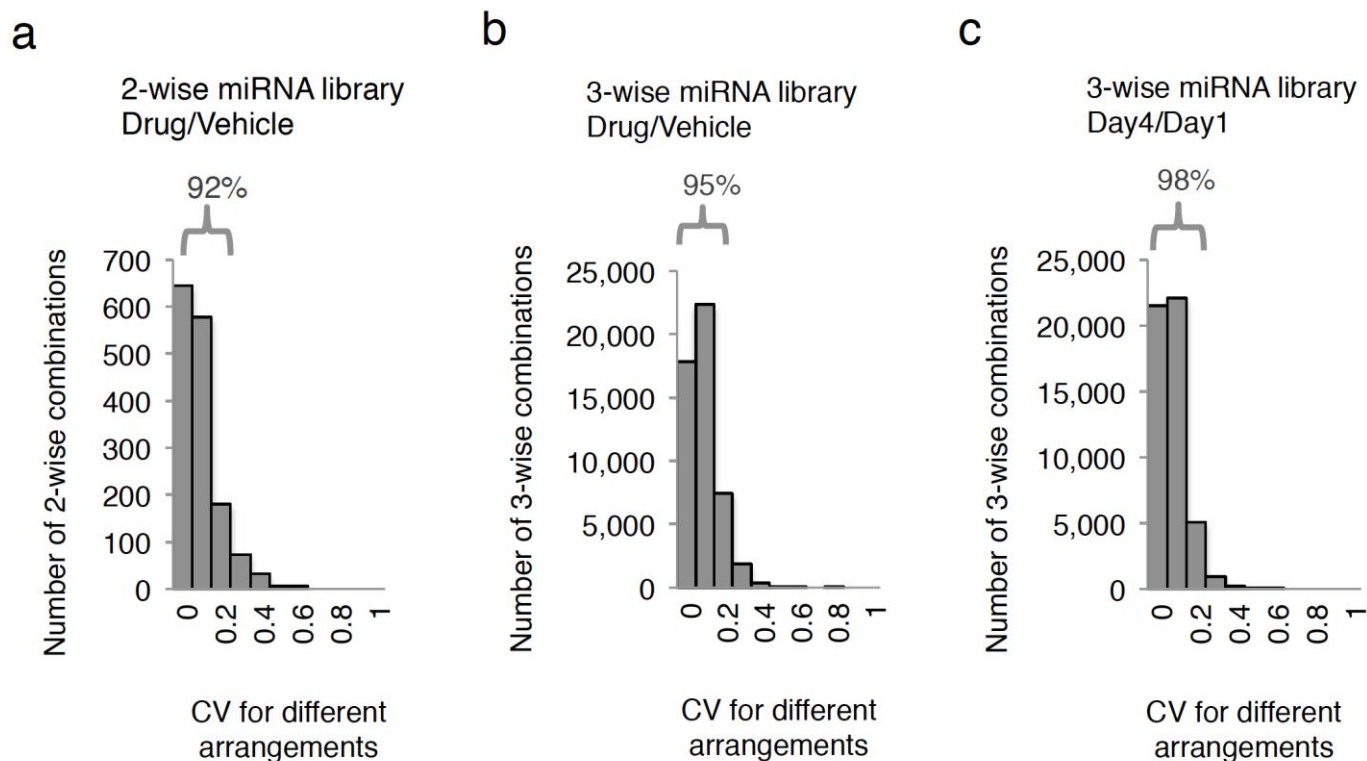 a
2-wise miRNA library
Drug/Vehicle
92%
Number of 2-wise combinations
700
600
500
400
300
200
100
0
0
0.2
0.4
0.6
0.8
1
CV for different
arrangements
b
3-wise miRNA library
Drug/Vehicle
95%
Number of 3-wise combinations
25,000
20,000
15,000
10,000
5,000
0
0
0.2
0.4
0.6
0.8
1
CV for different
arrangements
c
3-wise miRNA library
Day4/Day1
98%
Number of 3-wise combinations
25,000
20,000
15,000
10,000
5,000
0
0
0.2
0.4
0.6
0.8
1
CV for different
arrangements